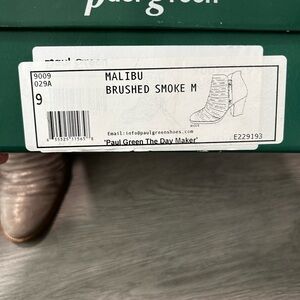 paul green
9009
029A
9
MALIBU
BRUSHED SMOKE M
Email:info@paulgreenshoes.com
'Paul Green The Day Maker'
E229193